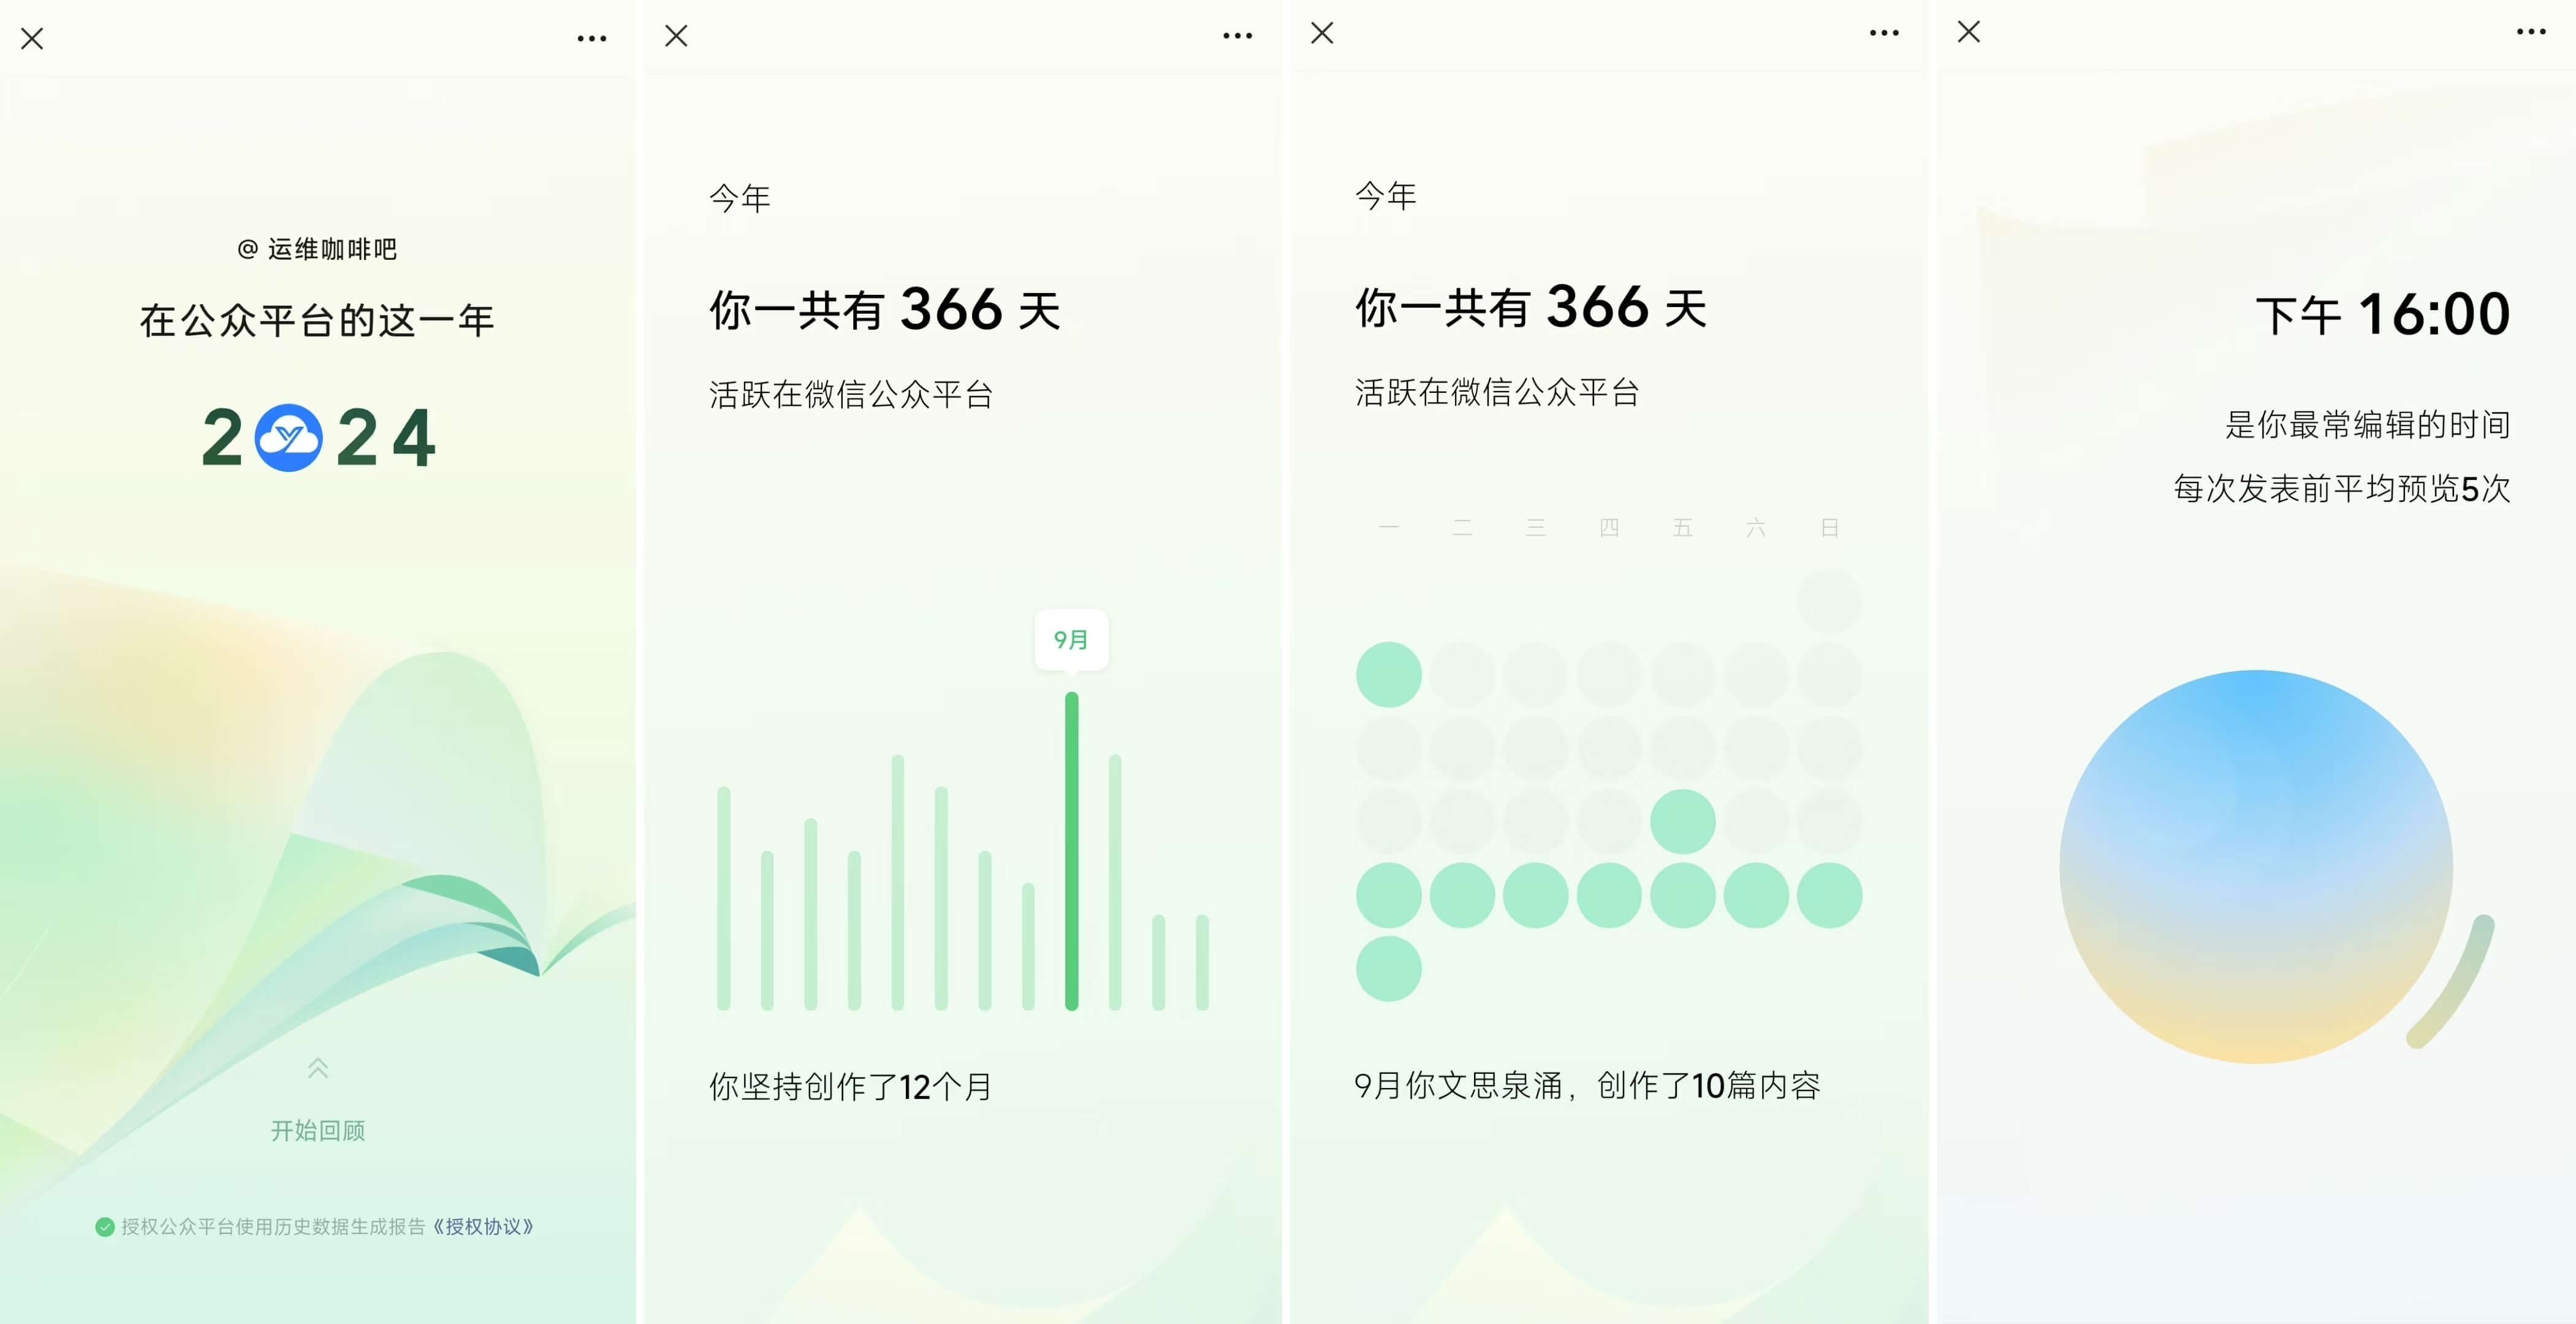 @ 运维咖啡吧
在公众平台的这一年
2024
开始回顾
授权公众平台使用历史数据生成报告《授权协议》
今年
你一共有 366 天
活跃在微信公众平台
9月
你坚持创作了12个月
今年
你一共有 366 天
活跃在微信公众平台
一 二 三 四 五 六 日
9月你文思泉涌，创作了10篇内容
下午 16:00
是你最常编辑的时间
每次发表前平均预览5次